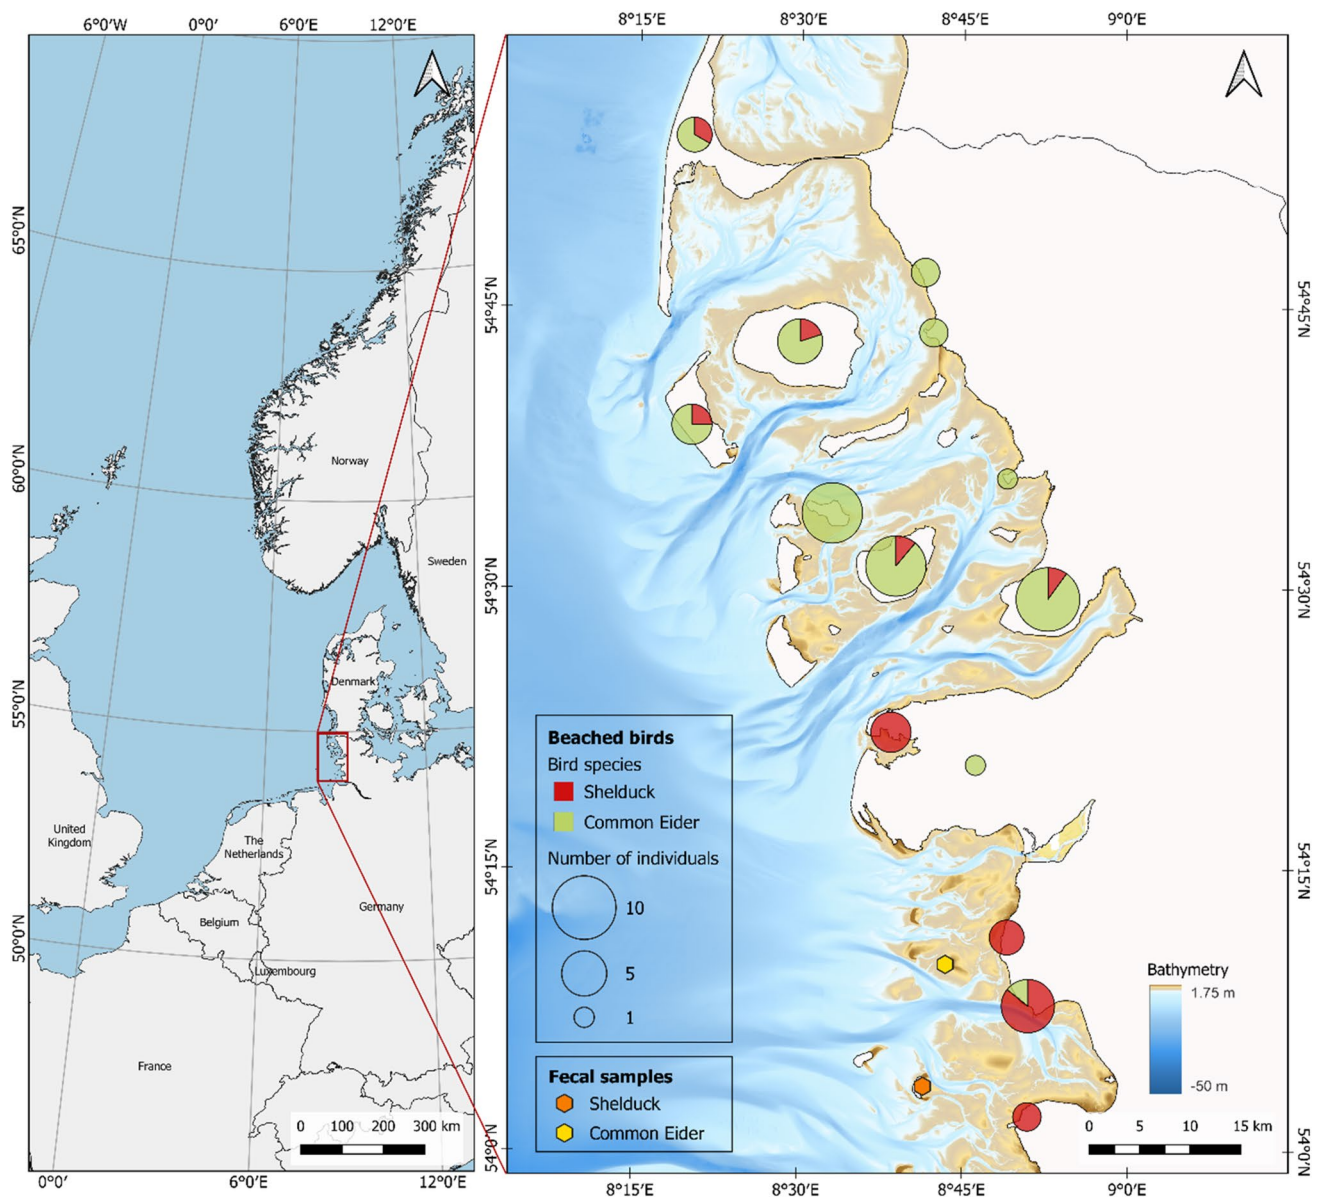 6°0'W 0°0' 6°0'E 12°0'E
8°15'E 8°30'E 8°45'E 9°0'E
65°0'N
60°0'N
55°0'N
50°0'N
Norway
Sweden
Denmark
United
Kingdom
The
Netherlands
Belgium
Germany
Luxembourg
France
0 100 200 300 km
0°0' 6°0'E 12°0'E
54°45'N
54°30'N
54°15'N
54°0'N
Beached birds
Bird species
Shelduck
Common Eider
Number of individuals
10
5
1
Fecal samples
Shelduck
Common Eider
Bathymetry
1.75 m
-50 m
0 5 10 15 km
54°45'N
54°30'N
54°15'N
54°0'N
8°15'E 8°30'E 8°45'E 9°0'E